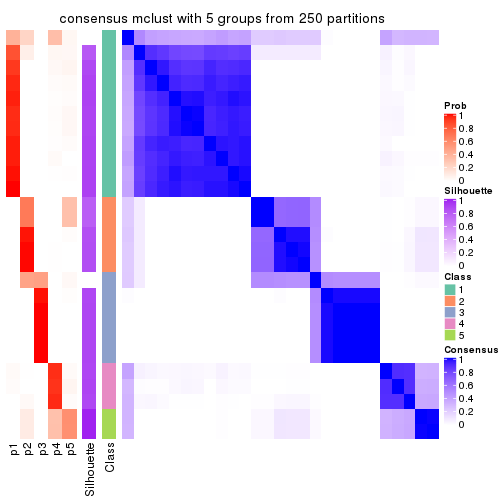 consensus mclust with 5 groups from 250 partitions
Prob
1
0.8
0.6
0.4
0.2
0
Silhouette
1
0.8
0.6
0.4
0.2
0
Class
1
2
3
4
5
Consensus
1
0.8
0.6
0.4
0.2
0
p1
p2
p3
p4
p5
Silhouette
Class